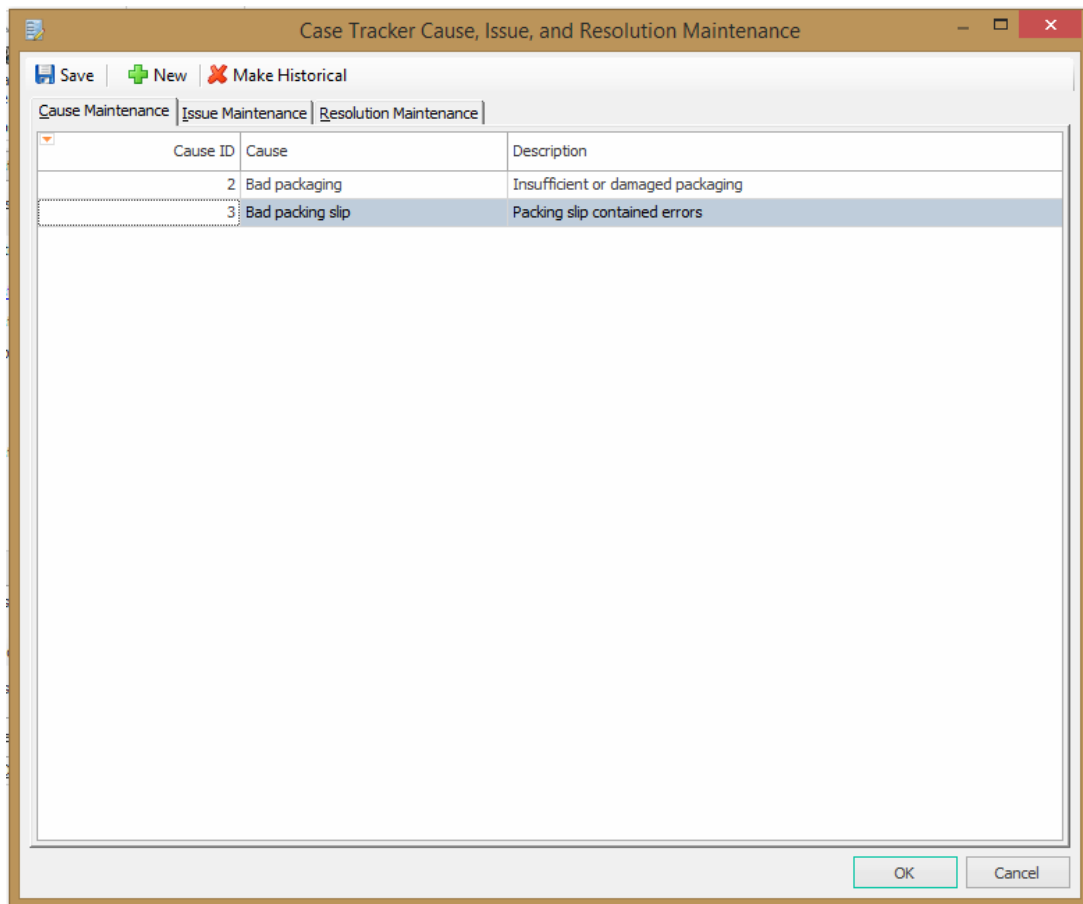 Case Tracker Cause, Issue, and Resolution Maintenance
Save New Make Historical
Cause Maintenance Issue Maintenance Resolution Maintenance
Cause ID Cause Description
2 Bad packaging Insufficient or damaged packaging
3 Bad packing slip Packing slip contained errors
OK Cancel